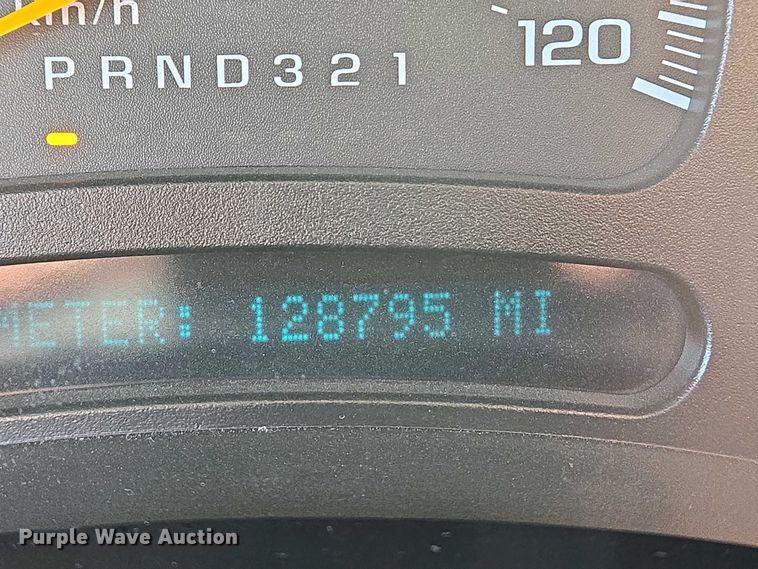 km/h
120
PRND321
METER: 128795 MI
Purple Wave Auction®